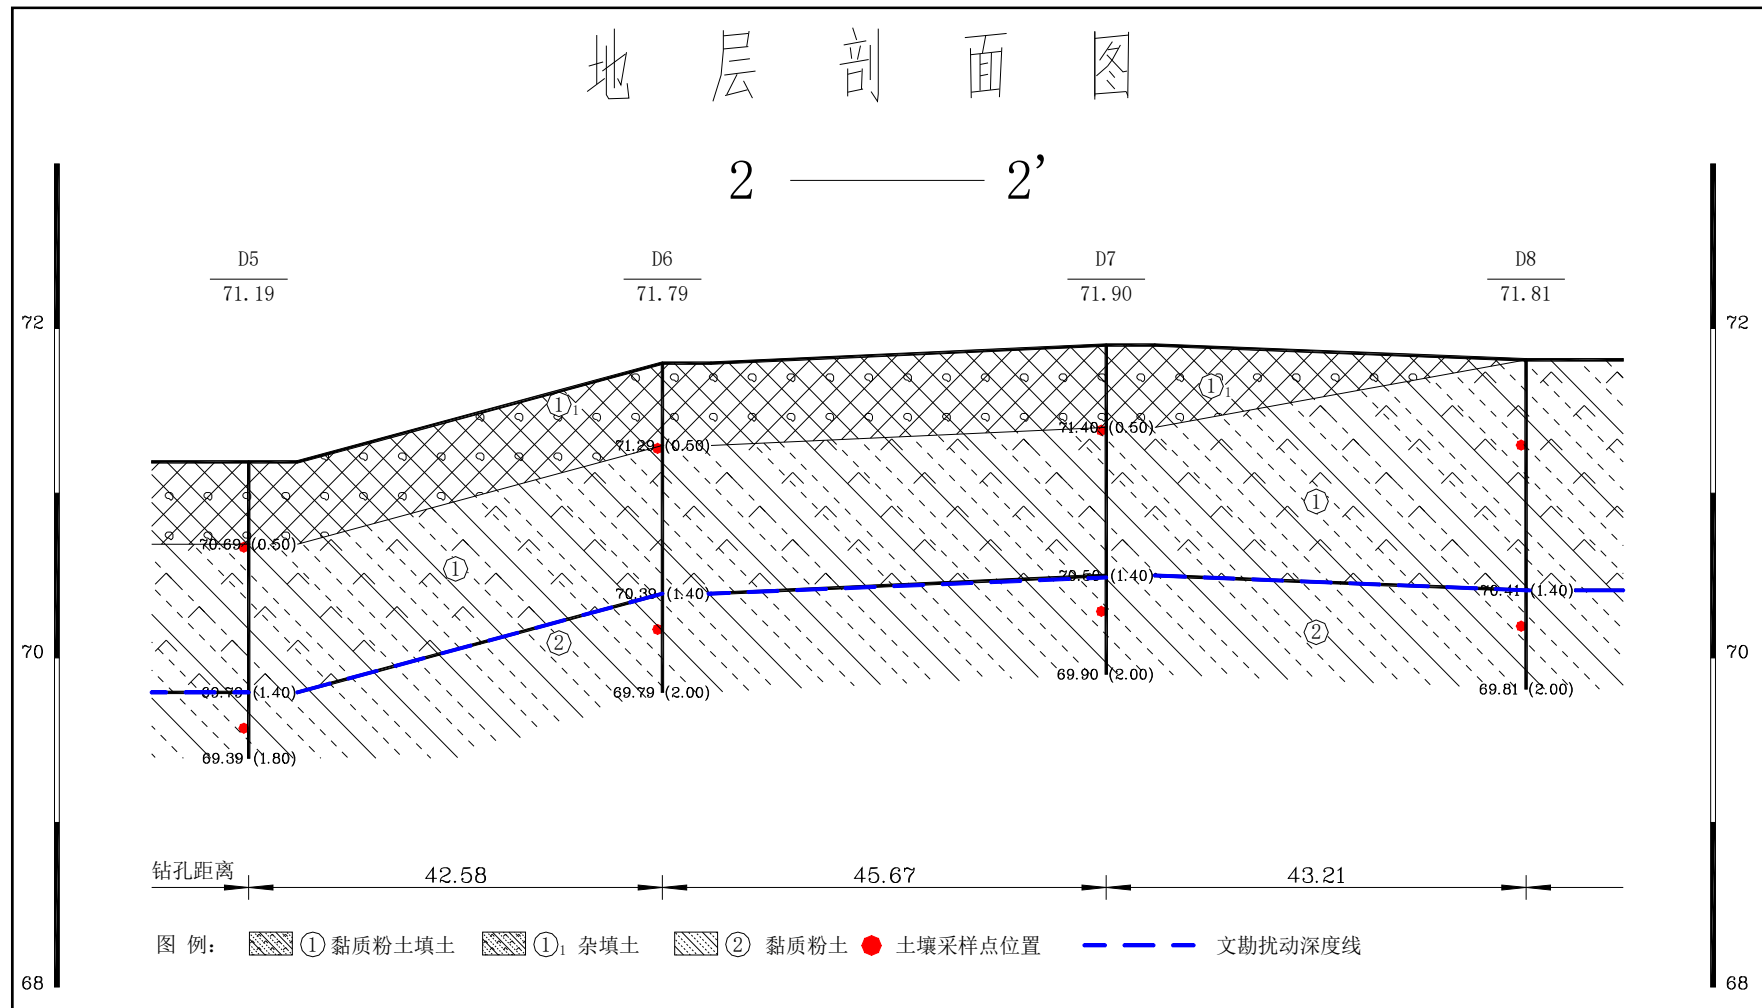 地层剖面图
2 —— 2'
D5 D6 D7 D8
71.19 71.79 71.90 71.81
72 72
①₁
①₁
71.40 (0.50)
71.29 (0.50)
①
70.69 (0.50)
①
70.50 (1.40)
70.39 (1.40) 70.41 (1.40)
② ②
70 70
69.90 (2.00)
69.79 (1.40) 69.79 (2.00) 69.81 (2.00)
69.39 (1.80)
钻孔距离 42.58 45.67 43.21
图 例： ① 黏质粉土填土 ①₁ 杂填土 ② 黏质粉土 土壤采样点位置 文勘扰动深度线
68 68